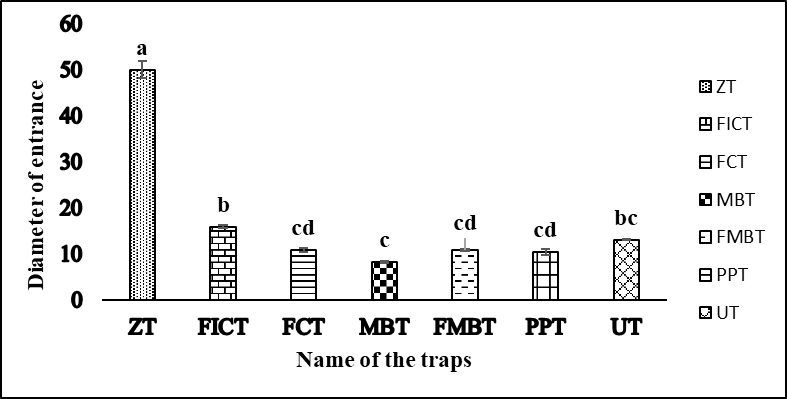 60
50
40
30
20
10
0
Diameter of entrance
a
b
cd
c
cd
cd
bc
ZT FICT FCT MBT FMBT PPT UT
Name of the traps
ZT
FICT
FCT
MBT
FMBT
PPT
UT